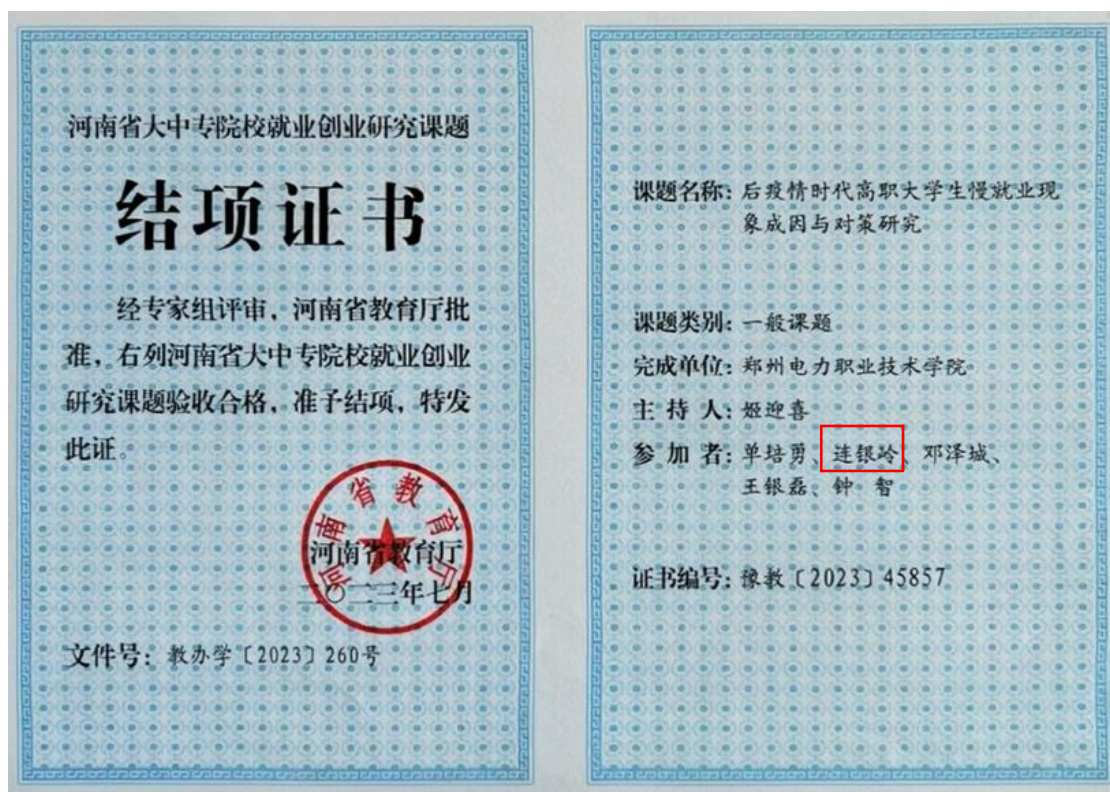 河南省大中专院校就业创业研究课题
结项证书
经专家组评审，河南省教育厅批
准，右列河南省大中专院校就业创业
研究课题验收合格，准予结项，特发
此证。
河南省教育厅
河南省教育厅
二〇二三年七月
文件号：教办学〔2023〕260号
课题名称：后疫情时代高职大学生慢就业现
象成因与对策研究
课题类别：一般课题
完成单位：郑州电力职业技术学院
主 持 人：姬迎喜
参 加 者：单培勇、连银岭、邓泽城、
王银磊、钟 智
证书编号：豫教〔2023〕45857